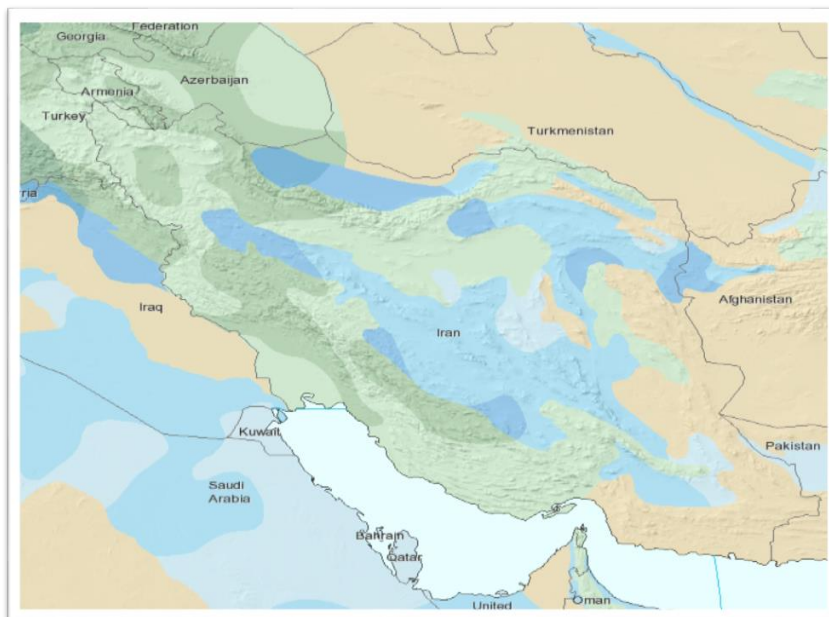 Federation
Georgia
Azerbaijan
Armenia
Turkey
Turkmenistan
ria
Afghanistan
Iraq
Iran
Kuwait
Pakistan
Saudi
Arabia
Bahrain
Qatar
United
Oman